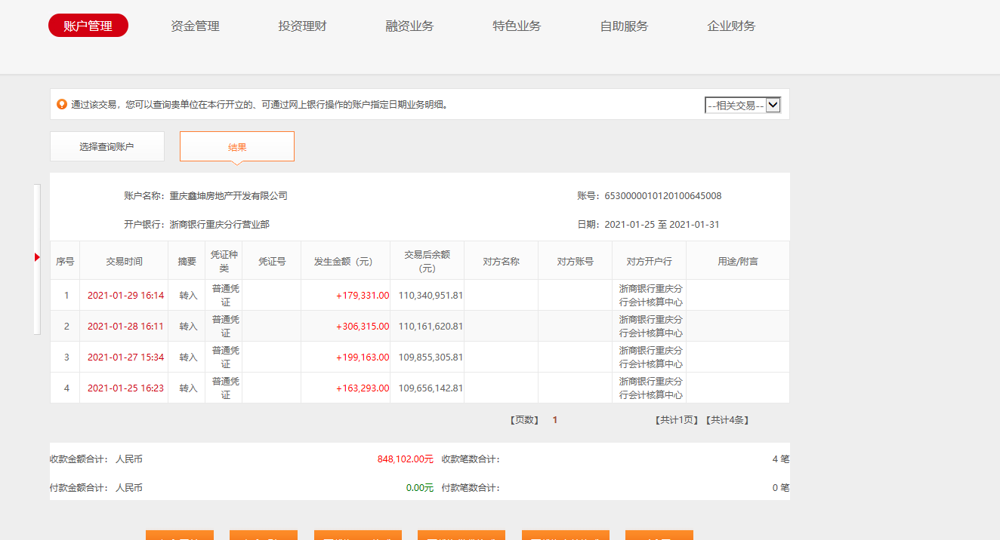 账户管理 资金管理 投资理财 融资业务 特色业务 自助服务 企业财务
通过该交易，您可以查询贵单位在本行开立的、可通过网上银行操作的账户指定日期业务明细。 --相关交易--
选择查询账户 结果
账户名称：重庆鑫坤房地产开发有限公司 账号：6530000010120100645008
开户银行：浙商银行重庆分行营业部 日期：2021-01-25 至 2021-01-31
序号 交易时间 摘要 凭证种类 凭证号 发生金额（元） 交易后余额（元） 对方名称 对方账号 对方开户行 用途/附言
1 2021-01-29 16:14 转入 普通凭证 +179,331.00 110,340,951.81 浙商银行重庆分行会计核算中心
2 2021-01-28 16:11 转入 普通凭证 +306,315.00 110,161,620.81 浙商银行重庆分行会计核算中心
3 2021-01-27 15:34 转入 普通凭证 +199,163.00 109,855,305.81 浙商银行重庆分行会计核算中心
4 2021-01-25 16:23 转入 普通凭证 +163,293.00 109,656,142.81 浙商银行重庆分行会计核算中心
【页数】 1 【共计1页】【共计4条】
收款金额合计： 人民币 848,102.00元 收款笔数合计： 4 笔
付款金额合计： 人民币 0.00元 付款笔数合计： 0 笔